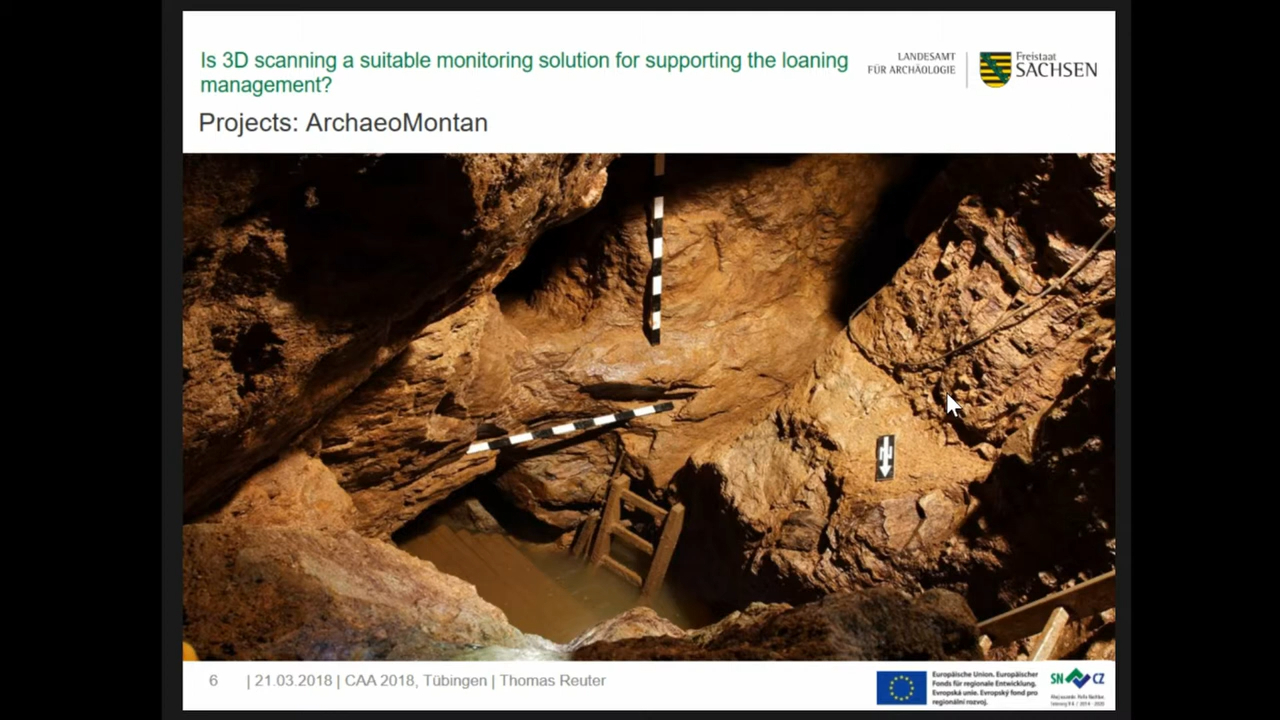 Is 3D scanning a suitable monitoring solution for supporting the loaning
management?
LANDESAMT
FÜR ARCHÄOLOGIE
Freistaat
SACHSEN
Projects: ArchaeoMontan
6 | 21.03.2018 | CAA 2018, Tübingen | Thomas Reuter
Europäische Union. Europäischer
Fonds für regionale Entwicklung.
Evropská unie. Evropský fond pro
regionální rozvoj.
SN CZ